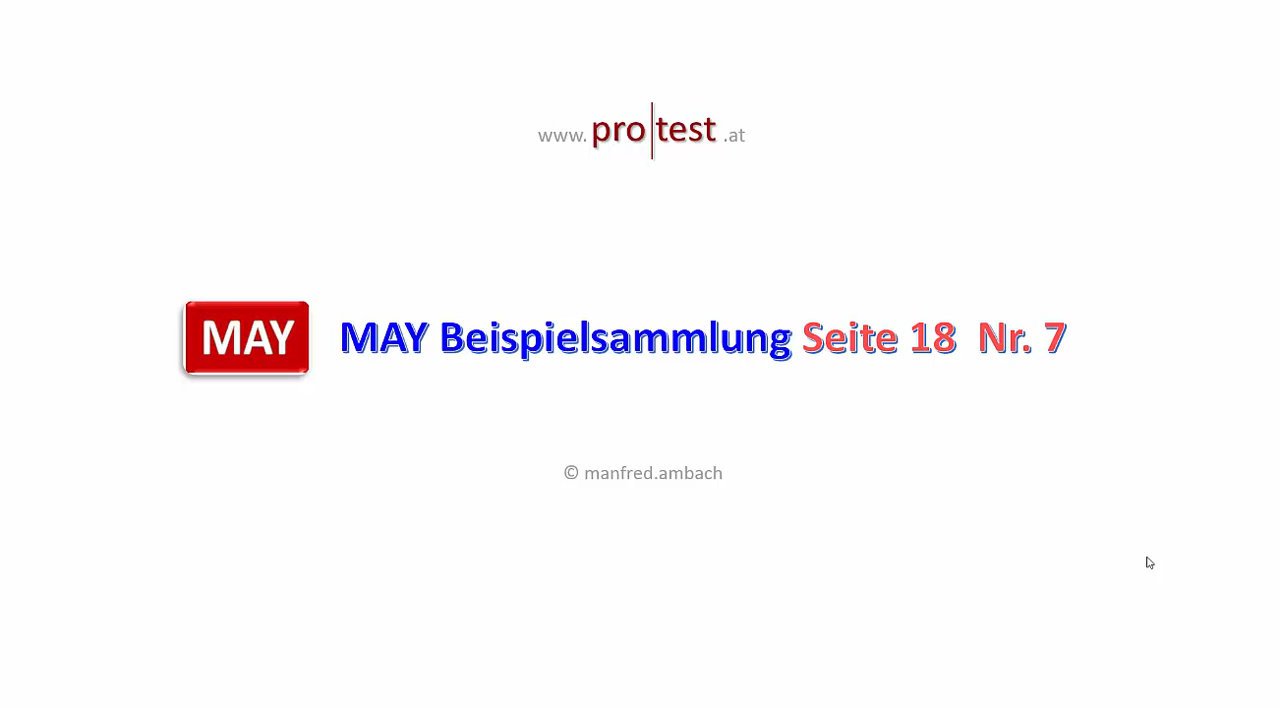 www. pro|test .at
MAY MAY Beispielsammlung Seite 18 Nr. 7
© manfred.ambach